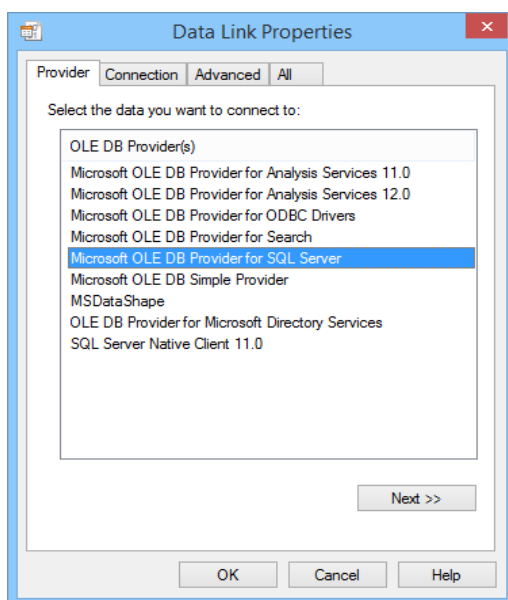 Data Link Properties
Provider Connection Advanced All
Select the data you want to connect to:
OLE DB Provider(s)
Microsoft OLE DB Provider for Analysis Services 11.0
Microsoft OLE DB Provider for Analysis Services 12.0
Microsoft OLE DB Provider for ODBC Drivers
Microsoft OLE DB Provider for Search
Microsoft OLE DB Provider for SQL Server
Microsoft OLE DB Simple Provider
MSDataShape
OLE DB Provider for Microsoft Directory Services
SQL Server Native Client 11.0
Next >>
OK Cancel Help